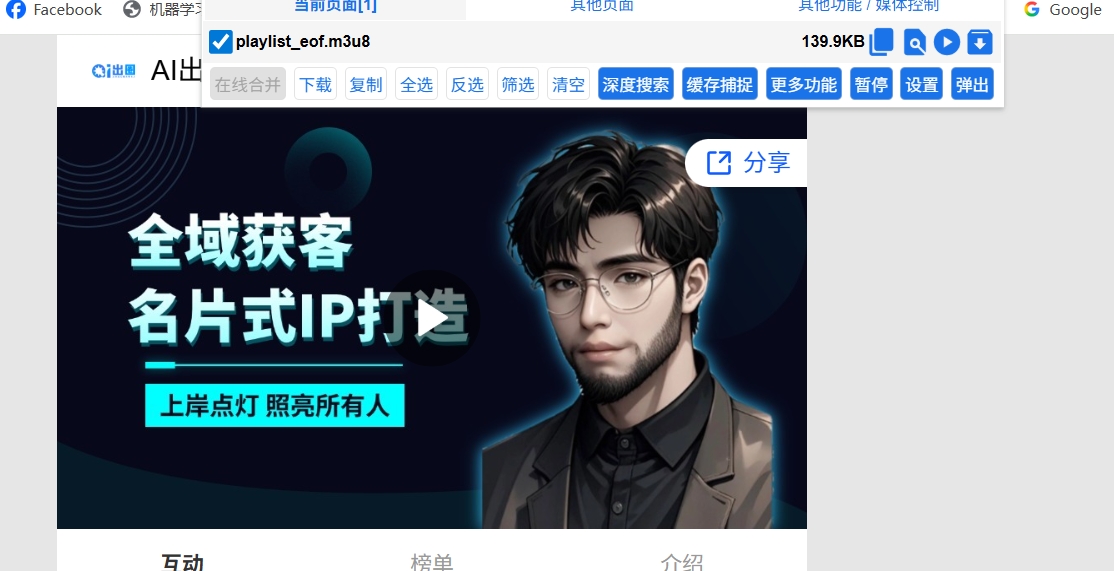 Facebook
机器学习
当前页面[1]
其他页面
其他功能 / 媒体控制
Google
playlist_eof.m3u8
139.9KB
在线合并
下载
复制
全选
反选
筛选
清空
深度搜索
缓存捕捉
更多功能
暂停
设置
弹出
Qi出圈
AI出
分享
全域获客
名片式IP打造
上岸点灯 照亮所有人
互动
榜单
介绍